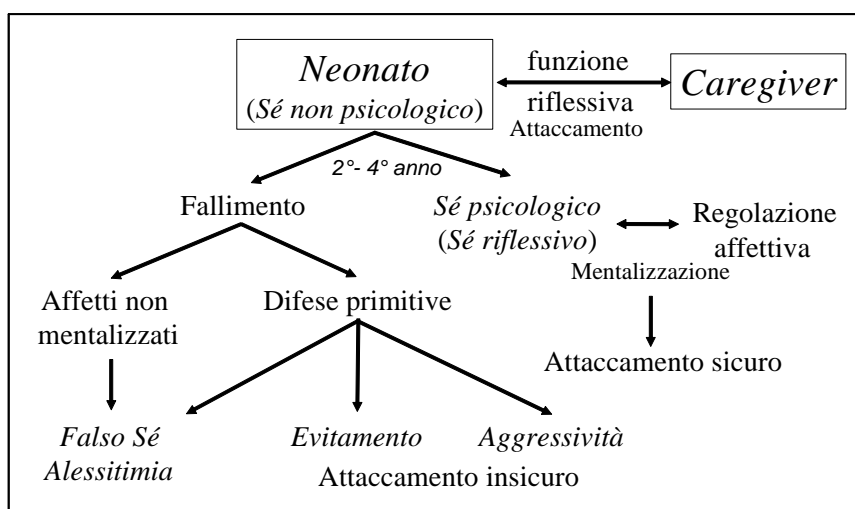 Neonato
(Sé non psicologico)
funzione
riflessiva
Attaccamento
Caregiver
2°- 4° anno
Fallimento
Sé psicologico
(Sé riflessivo)
Regolazione
affettiva
Mentalizzazione
Affetti non
mentalizzati
Difese primitive
Attaccamento sicuro
Falso Sé
Alessitimia
Evitamento
Aggressività
Attaccamento insicuro